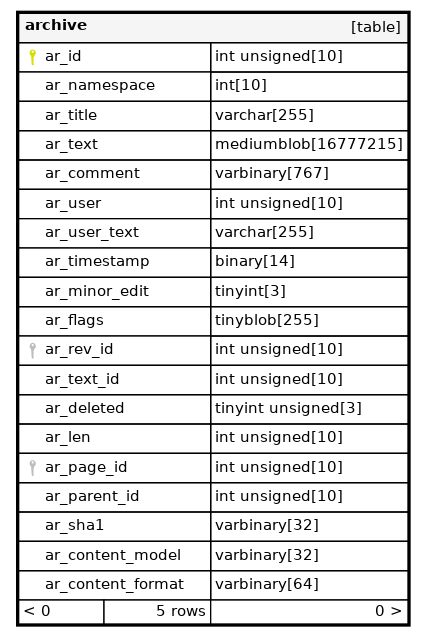 archive [table]
ar_id int unsigned[10]
ar_namespace int[10]
ar_title varchar[255]
ar_text mediumblob[16777215]
ar_comment varbinary[767]
ar_user int unsigned[10]
ar_user_text varchar[255]
ar_timestamp binary[14]
ar_minor_edit tinyint[3]
ar_flags tinyblob[255]
ar_rev_id int unsigned[10]
ar_text_id int unsigned[10]
ar_deleted tinyint unsigned[3]
ar_len int unsigned[10]
ar_page_id int unsigned[10]
ar_parent_id int unsigned[10]
ar_sha1 varbinary[32]
ar_content_model varbinary[32]
ar_content_format varbinary[64]
< 0 5 rows 0 >